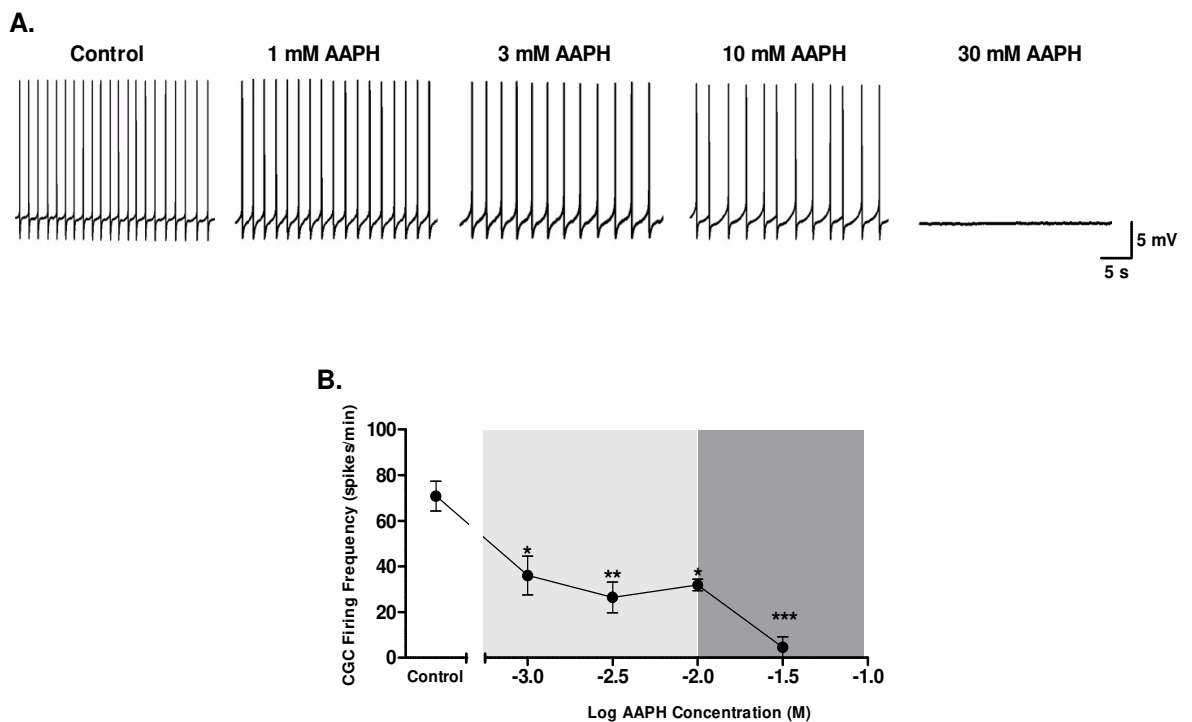 A.
Control 1 mM AAPH 3 mM AAPH 10 mM AAPH 30 mM AAPH
5 mV
5 s
B.
CGC Firing Frequency (spikes/min)
100
80
60
40
20
0
* ** * ***
Control -3.0 -2.5 -2.0 -1.5 -1.0
Log AAPH Concentration (M)